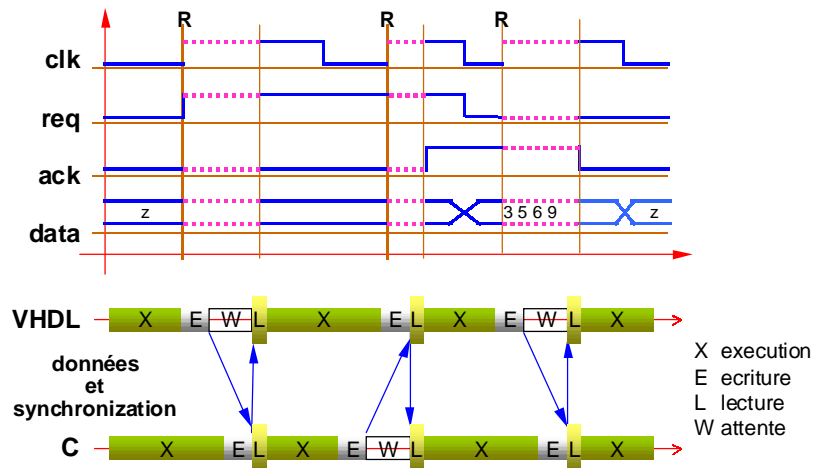 R R R
clk
req
ack
z 3 5 6 9 z
data
VHDL X E W L X E L X E W L X
données
et
synchronization
X execution
E ecriture
L lecture
W attente
C X E L X E W L X E L X